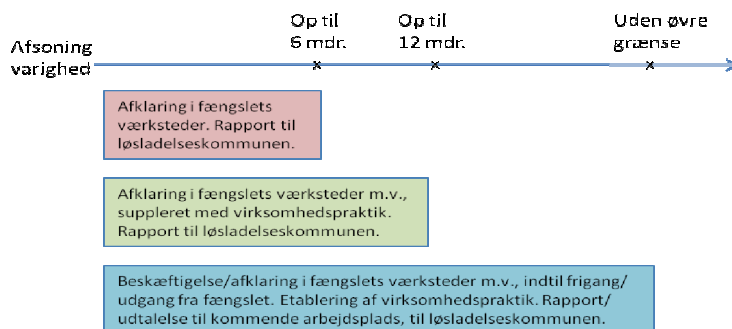 Op til
6 mdr.
Op til
12 mdr.
Uden øvre
grænse
Afsoning
varighed
Afklaring i fængslets
værksteder. Rapport til
løsladelseskommunen.
Afklaring i fængslets værksteder m.v.,
suppleret med virksomhedspraktik.
Rapport til løsladelseskommunen.
Beskæftigelse/afklaring i fængslets værksteder m.v., indtil frigang/
udgang fra fængslet. Etablering af virksomhedspraktik. Rapport/
udtalelse til kommende arbejdsplads, til løsladelseskommunen.